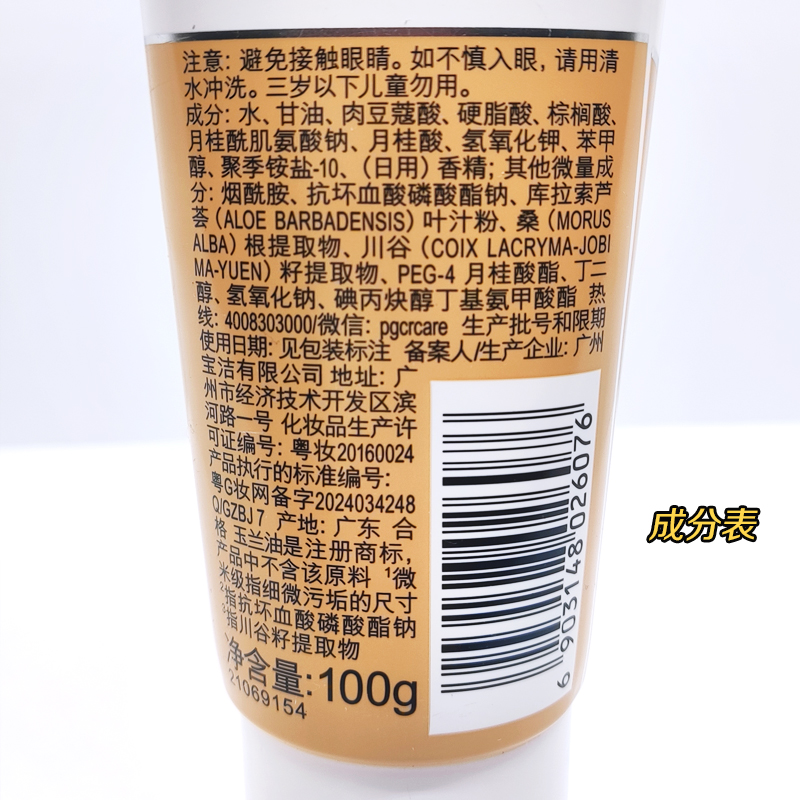 注意: 避免接触眼睛。如不慎入眼, 请用清
水冲洗。三岁以下儿童勿用。
成分: 水、甘油、肉豆蔻酸、硬脂酸、棕榈酸、
月桂酰肌氨酸钠、月桂酸、氢氧化钾、苯甲
醇、聚季铵盐-10、(日用) 香精; 其他微量成
分: 烟酰胺、抗坏血酸磷酸酯钠、库拉索芦
荟 (ALOE BARBADENSIS) 叶汁粉、桑 (MORUS
ALBA) 根提取物、川谷 (COIX LACRYMA-JOBI
MA-YUEN) 籽提取物、PEG-4 月桂酸酯、丁二
醇、氢氧化钠、碘丙炔醇丁基氨甲酸酯 热
线: 4008303000/微信: pgcrcare 生产批号和限期
使用日期: 见包装标注 备案人/生产企业: 广州
宝洁有限公司 地址: 广
州市经济技术开发区滨
河路一号 化妆品生产许
可证编号: 粤妆20160024
产品执行的标准编号:
粤G妆网备字2024034248
Q/GZBJ 7 产地: 广东 合
格 玉兰油是注册商标,
产品中不含该原料 ¹微
米级指细微污垢的尺寸
²指抗坏血酸磷酸酯钠
³指川谷籽提取物
净含量: 100g
21069154
6 903148 026076
成分表